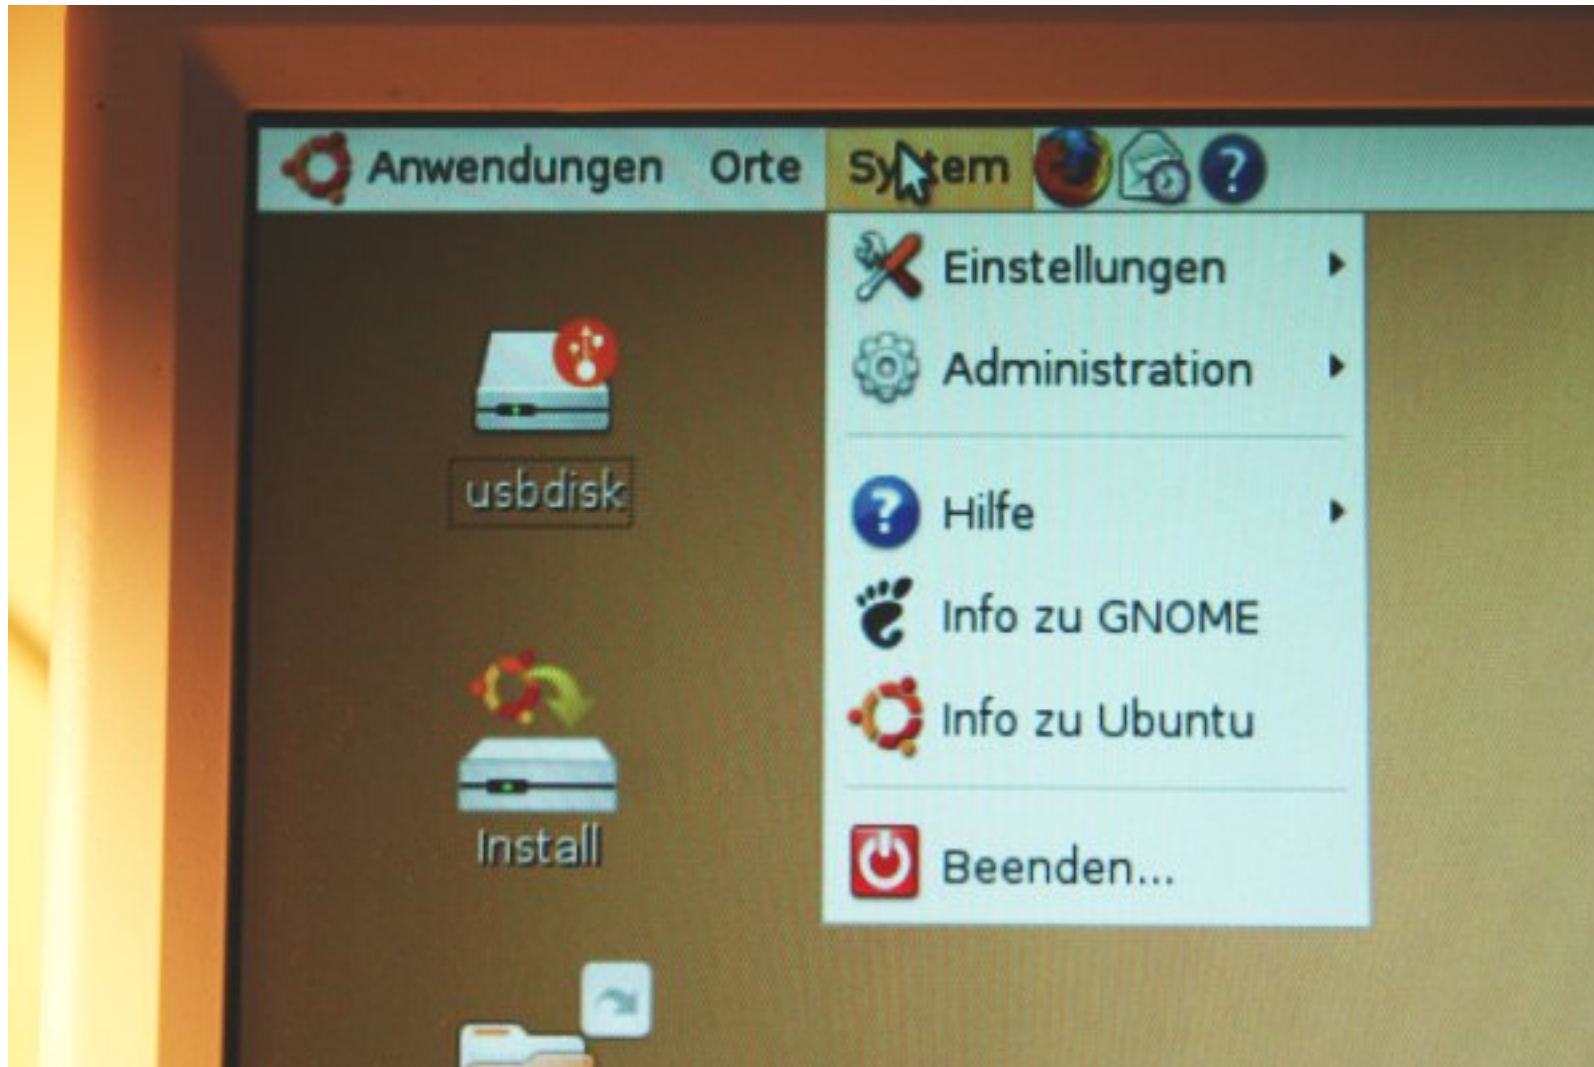 Anwendungen Orte System
Einstellungen
Administration
usbdisk
Hilfe
Info zu GNOME
Info zu Ubuntu
Install
Beenden...